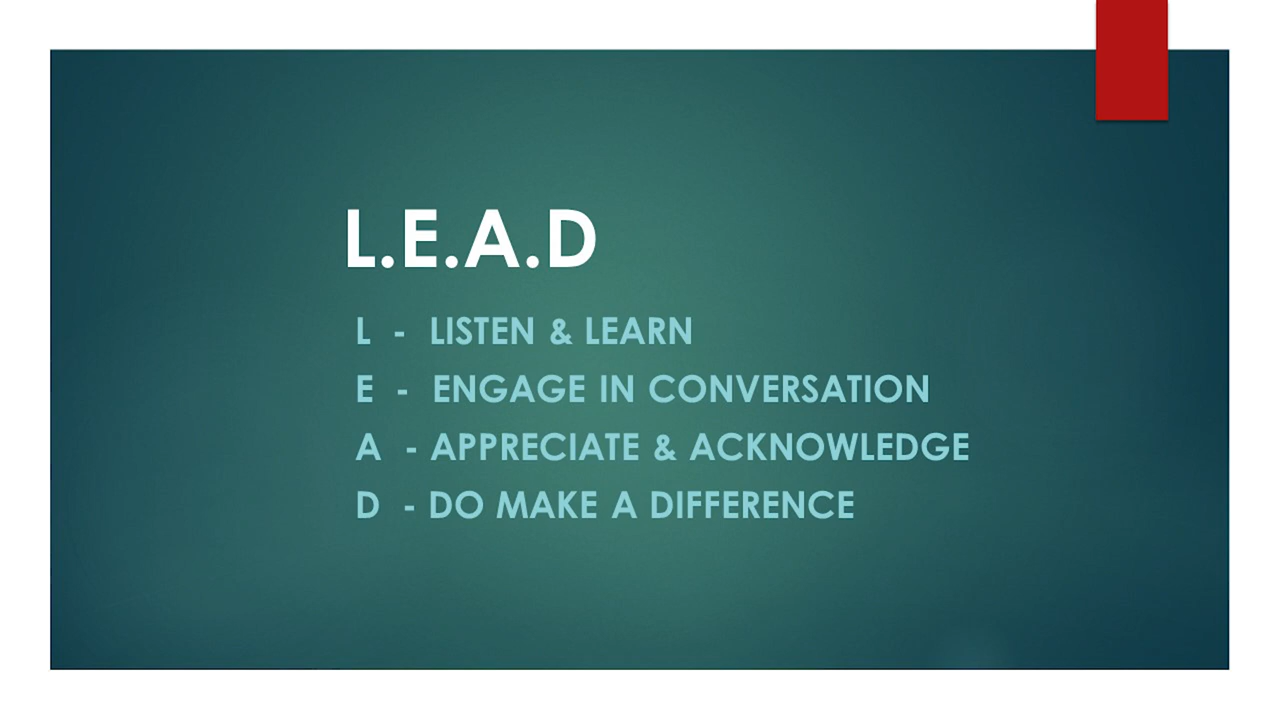 L.E.A.D
L - LISTEN & LEARN
E - ENGAGE IN CONVERSATION
A - APPRECIATE & ACKNOWLEDGE
D - DO MAKE A DIFFERENCE